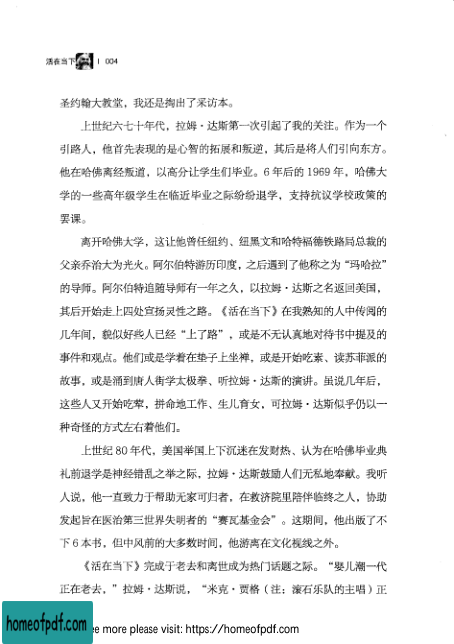 活在当下 | 004
圣约翰大教堂，我还是掏出了采访本。
上世纪六七十年代，拉姆·达斯第一次引起了我的关注。作为一个
引路人，他首先表现的是心智的拓展和叛逆，其后是将人们引向东方。
他在哈佛离经叛道，以高分让学生们毕业。6 年后的 1969 年，哈佛大
学的一些高年级学生在临近毕业之际纷纷退学，支持抗议学校政策的
罢课。
离开哈佛大学，这让他曾任纽约、纽黑文和哈特福德铁路局总裁的
父亲乔治大为光火。阿尔伯特游历印度，之后遇到了他称之为“玛哈拉”
的导师。阿尔伯特追随导师有一年之久，以拉姆·达斯之名返回美国，
其后开始走上四处宣扬灵性之路。《活在当下》在我熟知的人中传阅的
几年间，貌似好些人已经“上了路”，或是不无认真地对待书中提及的
事件和观点。他们或是学着在垫子上坐禅，或是开始吃素、读苏菲派的
故事，或是涌到唐人街学太极拳、听拉姆·达斯的演讲。虽说几年后，
这些人又开始吃荤，拼命地工作、生儿育女，可拉姆·达斯似乎仍以一
种奇怪的方式左右着他们。
上世纪 80 年代，美国举国上下沉迷在发财热、认为在哈佛毕业典
礼前退学是神经错乱之举之际，拉姆·达斯鼓励人们无私地奉献。我听
人说，他一直致力于帮助无家可归者，在救济院里陪伴临终之人，协助
发起旨在医治第三世界失明者的“赛瓦基金会”。这期间，他出版了不
下 6 本书，但中风前的大多数时间，他游离在文化视线之外。
《活在当下》完成于老去和离世成为热门话题之际。“婴儿潮一代
正在老去，”拉姆·达斯说，“米克·贾格（注：滚石乐队的主唱）正
homeofpdf.com
ee more please visit: https://homeofpdf.com